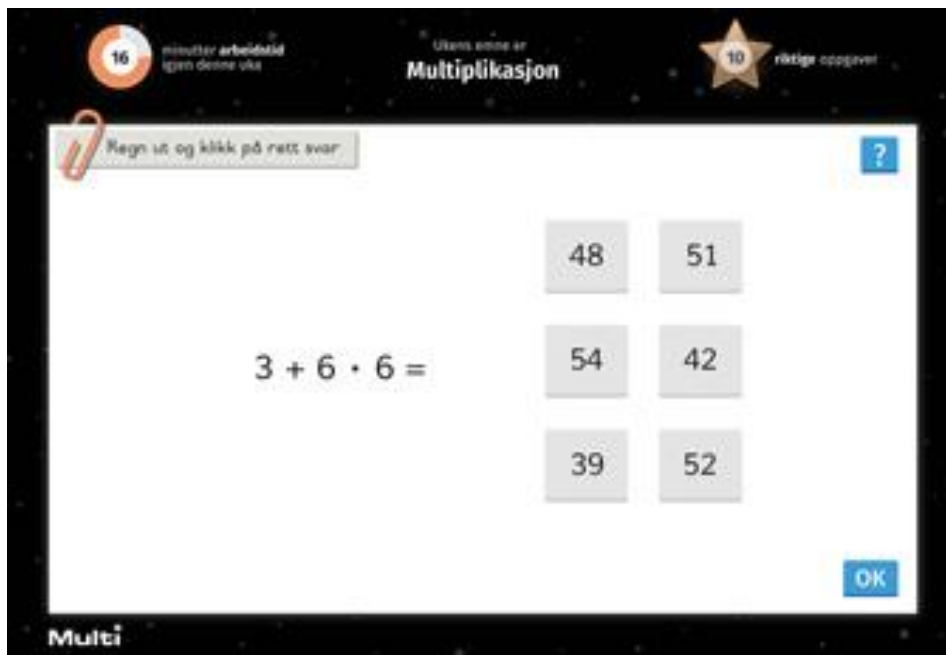 16
minutter arbeidstid
igjen denne uka
Ukens emne er
Multiplikasjon
10
riktige oppgaver
Regn ut og klikk på rett svar
?
3 + 6 · 6 =
48 51
54 42
39 52
OK
Multi